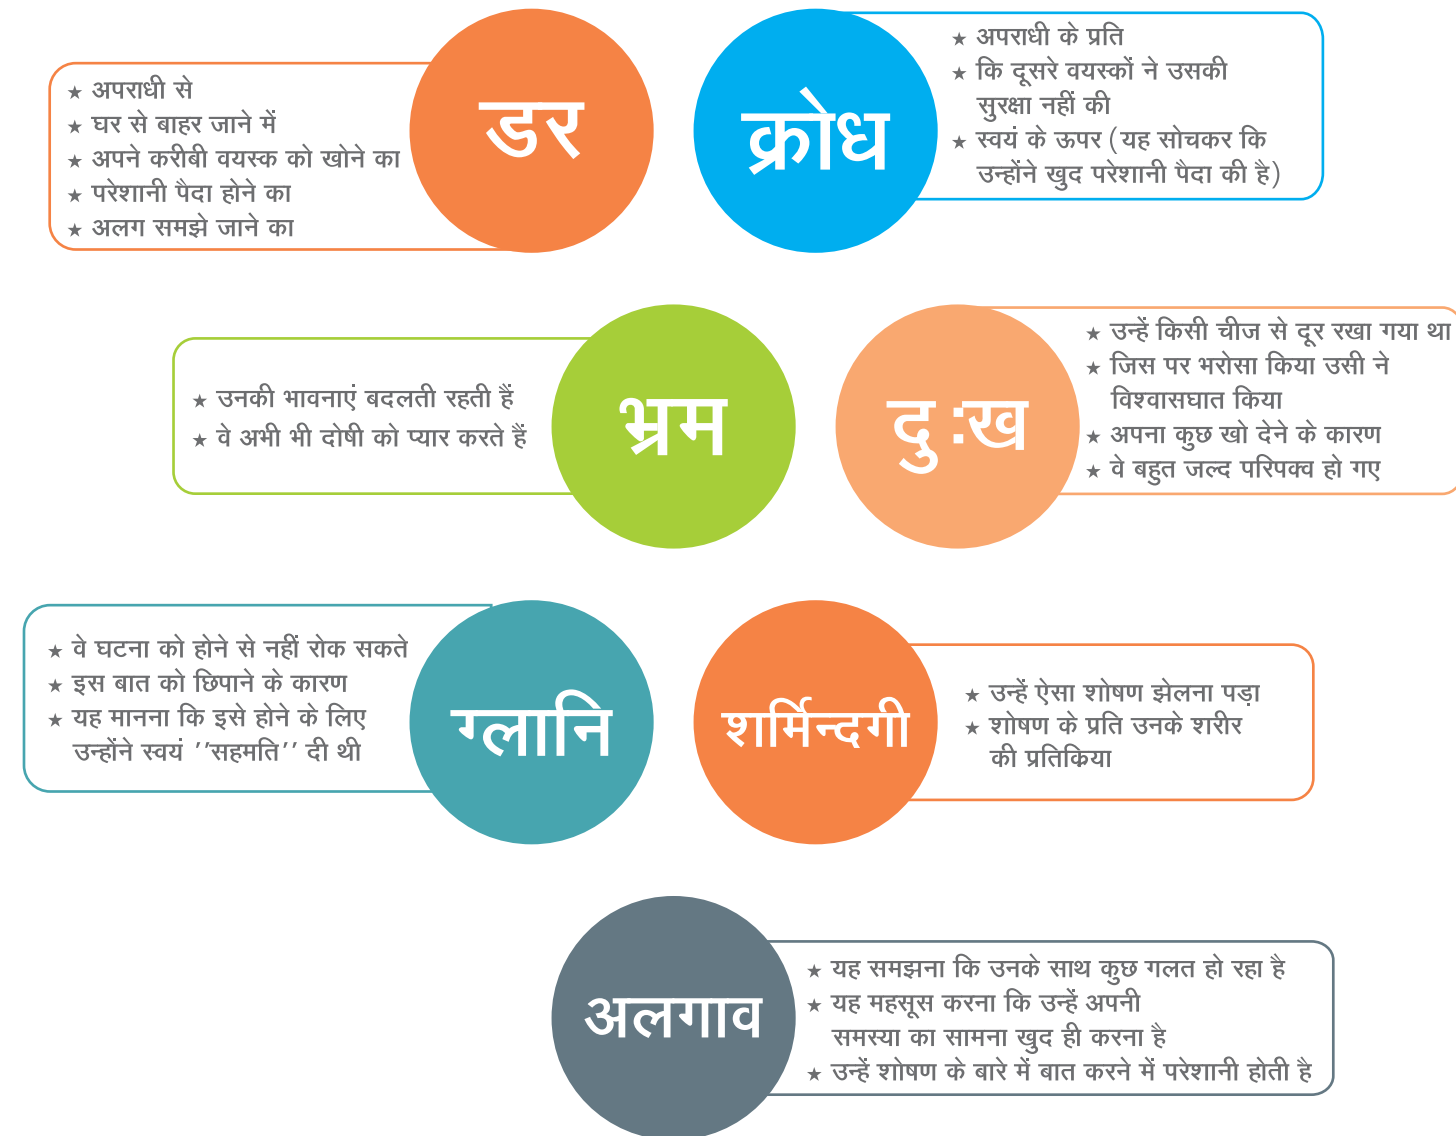 डर
★ अपराधी से
★ घर से बाहर जाने में
★ अपने करीबी वयस्क को खोने का
★ परेशानी पैदा होने का
★ अलग समझे जाने का
क्रोध
★ अपराधी के प्रति
★ कि दूसरे वयस्कों ने उसकी
सुरक्षा नहीं की
★ स्वयं के ऊपर (यह सोचकर कि
उन्होंने खुद परेशानी पैदा की है)
भ्रम
★ उनकी भावनाएं बदलती रहती हैं
★ वे अभी भी दोषी को प्यार करते हैं
दु:ख
★ उन्हें किसी चीज से दूर रखा गया था
★ जिस पर भरोसा किया उसी ने
विश्वासघात किया
★ अपना कुछ खो देने के कारण
★ वे बहुत जल्द परिपक्व हो गए
ग्लानि
★ वे घटना को होने से नहीं रोक सकते
★ इस बात को छिपाने के कारण
★ यह मानना कि इसे होने के लिए
उन्होंने स्वयं ’’सहमति’’ दी थी
शर्मिन्दगी
★ उन्हें ऐसा शोषण झेलना पड़ा
★ शोषण के प्रति उनके शरीर
की प्रतिकिया
अलगाव
★ यह समझना कि उनके साथ कुछ गलत हो रहा है
★ यह महसूस करना कि उन्हें अपनी
समस्या का सामना खुद ही करना है
★ उन्हें शोषण के बारे में बात करने में परेशानी होती है